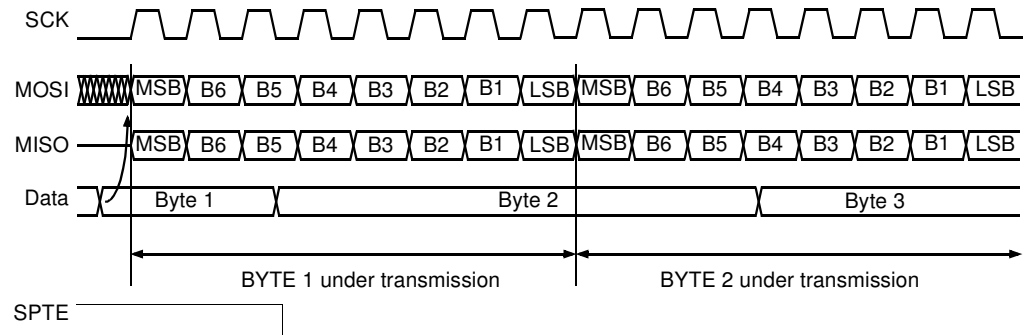 SCK
MOSI MSB B6 B5 B4 B3 B2 B1 LSB MSB B6 B5 B4 B3 B2 B1 LSB
MISO MSB B6 B5 B4 B3 B2 B1 LSB MSB B6 B5 B4 B3 B2 B1 LSB
Data Byte 1 Byte 2 Byte 3
BYTE 1 under transmission BYTE 2 under transmission
SPTE